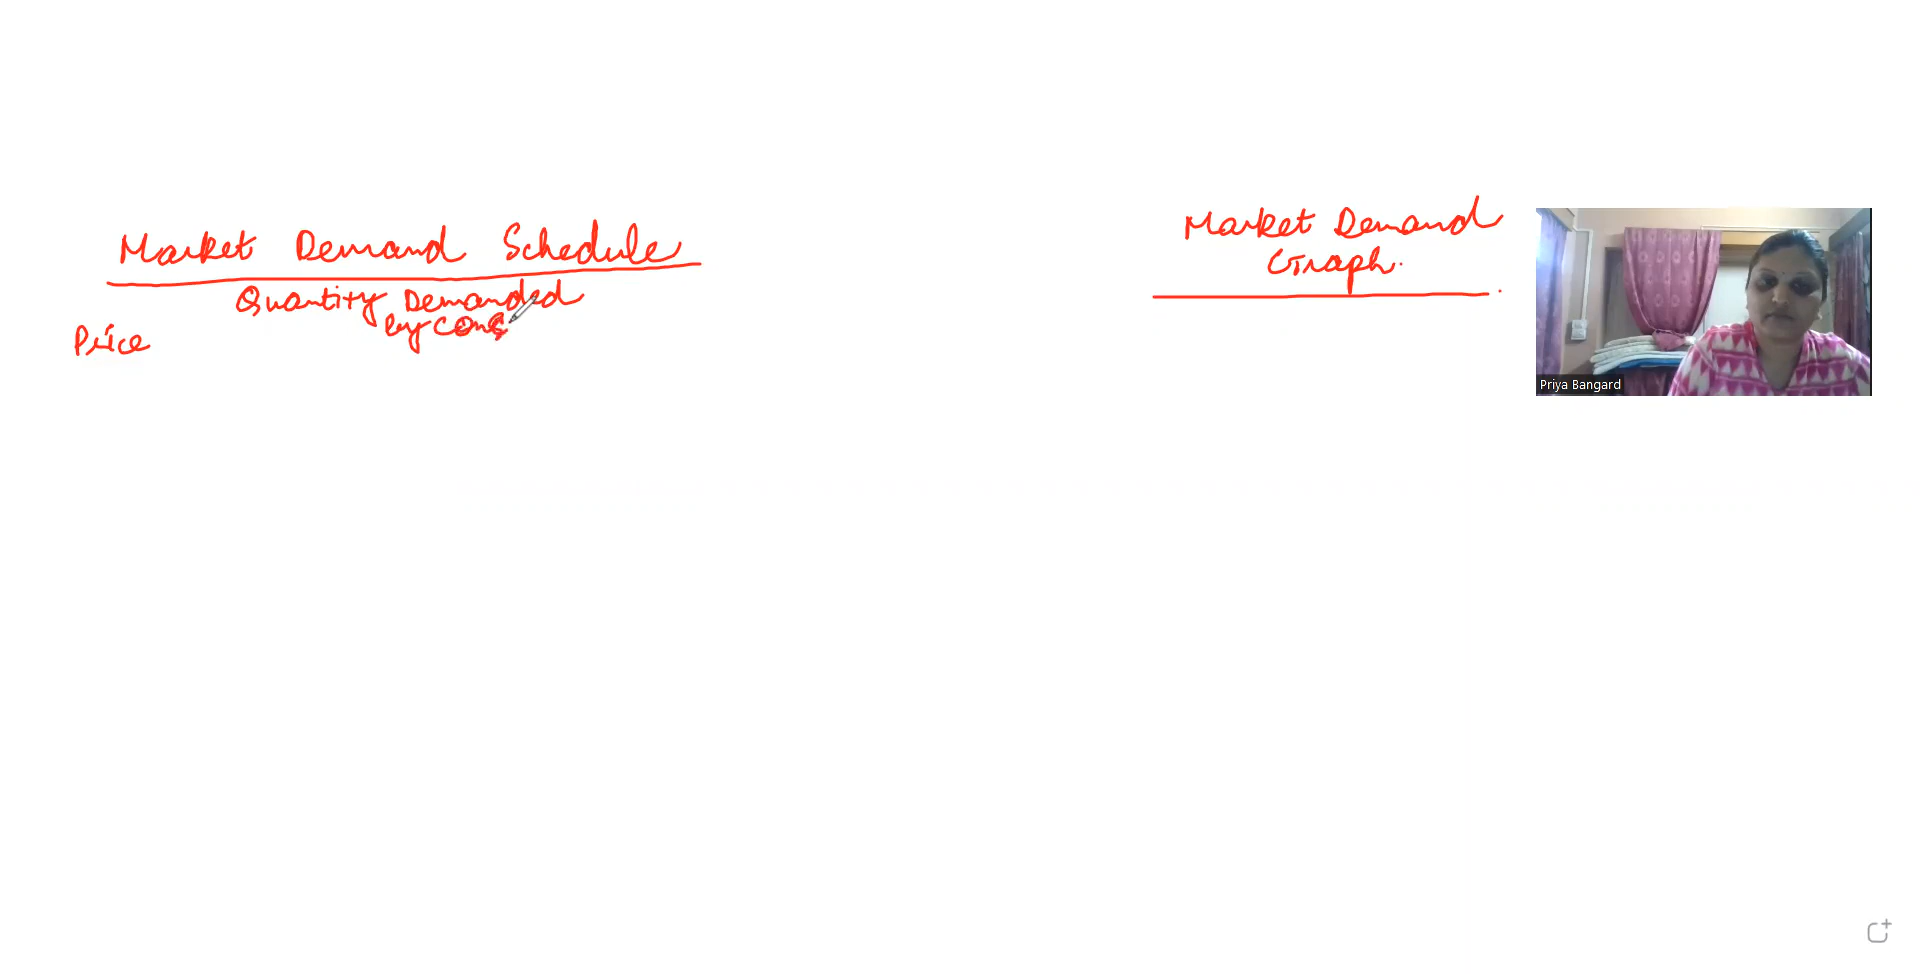 Market Demand Schedule
Quantity Demanded
by cons
Price
Market Demand
Graph.
Priya Bangard